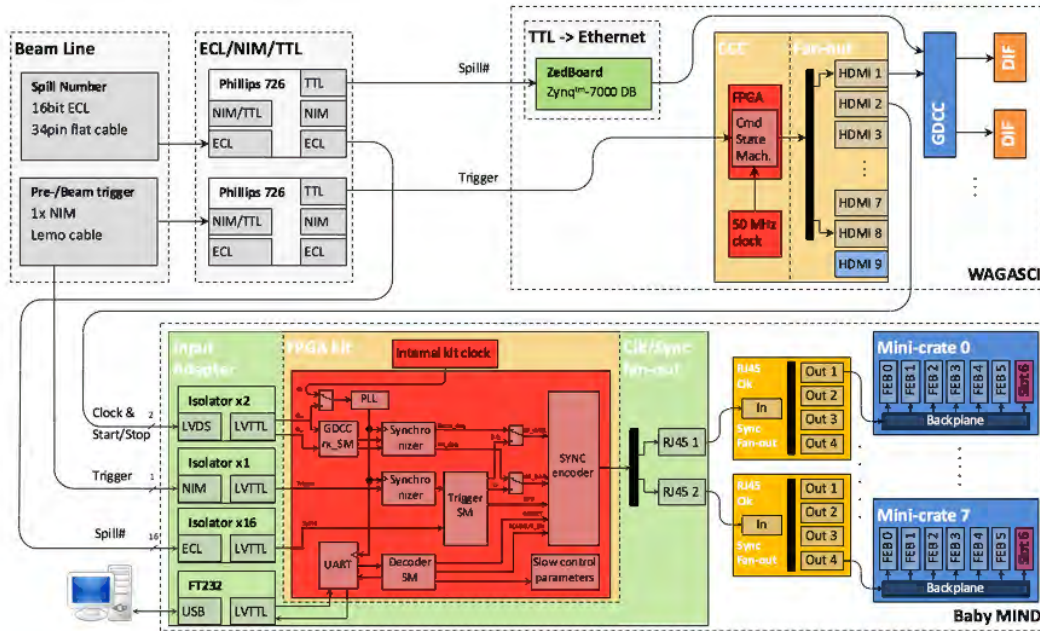 Beam Line
Spill Number
16bit ECL
34pin flat cable
Pre-/Beam trigger
1x NIM
Lemo cable
ECL/NIM/TTL
Phillips 726
TTL
NIM/TTL
NIM
ECL
ECL
Phillips 726
TTL
NIM/TTL
NIM
ECL
ECL
Spill#
Trigger
TTL -> Ethernet
ZedBoard
Zynq™-7000 DB
CCC
Fan-out
FPGA
Cmd
State
Mach.
50 MHz
clock
HDMI 1
HDMI 2
HDMI 3
HDMI 7
HDMI 8
HDMI 9
GDCC
DIF
DIF
WAGASCI
Input
Adapter
FPGA kit
Clk/Sync
Fan-out
Internal kit clock
Clock &
Start/Stop
2
Isolator x2
LVDS
LVTTL
Trigger
1
Isolator x1
NIM
LVTTL
Spill#
16
Isolator x16
ECL
LVTTL
FT232
USB
LVTTL
PLL
GDCC
rx_SM
Synchro
nizer
Trigger
Synchro
nizer
Trigger
SM
UART
Decoder
SM
Slow control
parameters
SYNC
encoder
RJ45 1
RJ45 2
RJ45
Clk
In
Sync
Fan-out
Out 1
Out 2
Out 3
Out 4
RJ45
Clk
In
Sync
Fan-out
Out 1
Out 2
Out 3
Out 4
Mini-crate 0
FEB 0
FEB 1
FEB 2
FEB 3
FEB 4
FEB 5
Slot 6
Backplane
Mini-crate 7
FEB 0
FEB 1
FEB 2
FEB 3
FEB 4
FEB 5
Slot 6
Backplane
Baby MIND